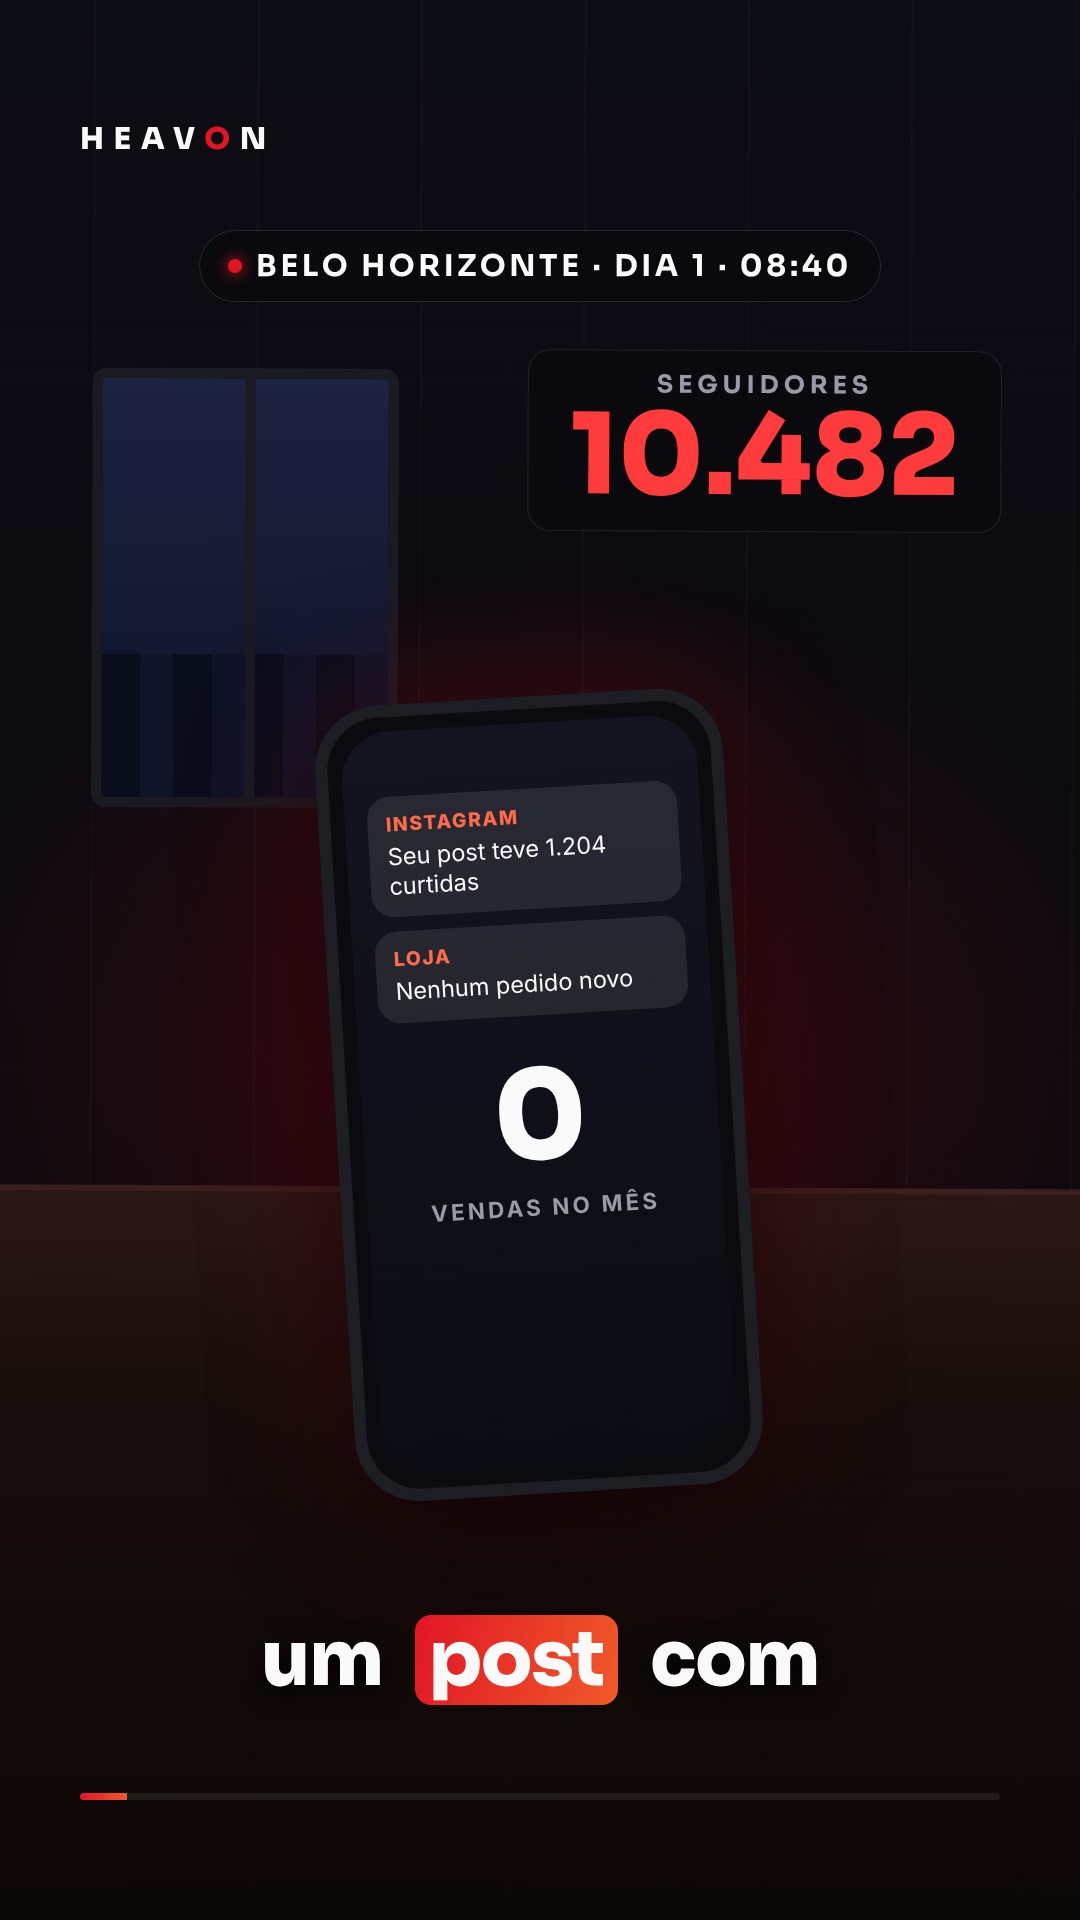 HEAVON
BELO HORIZONTE · DIA 1 · 08:40
SEGUIDORES
10.482
INSTAGRAM
Seu post teve 1.204
curtidas
LOJA
Nenhum pedido novo
0
VENDAS NO MÊS
um post com